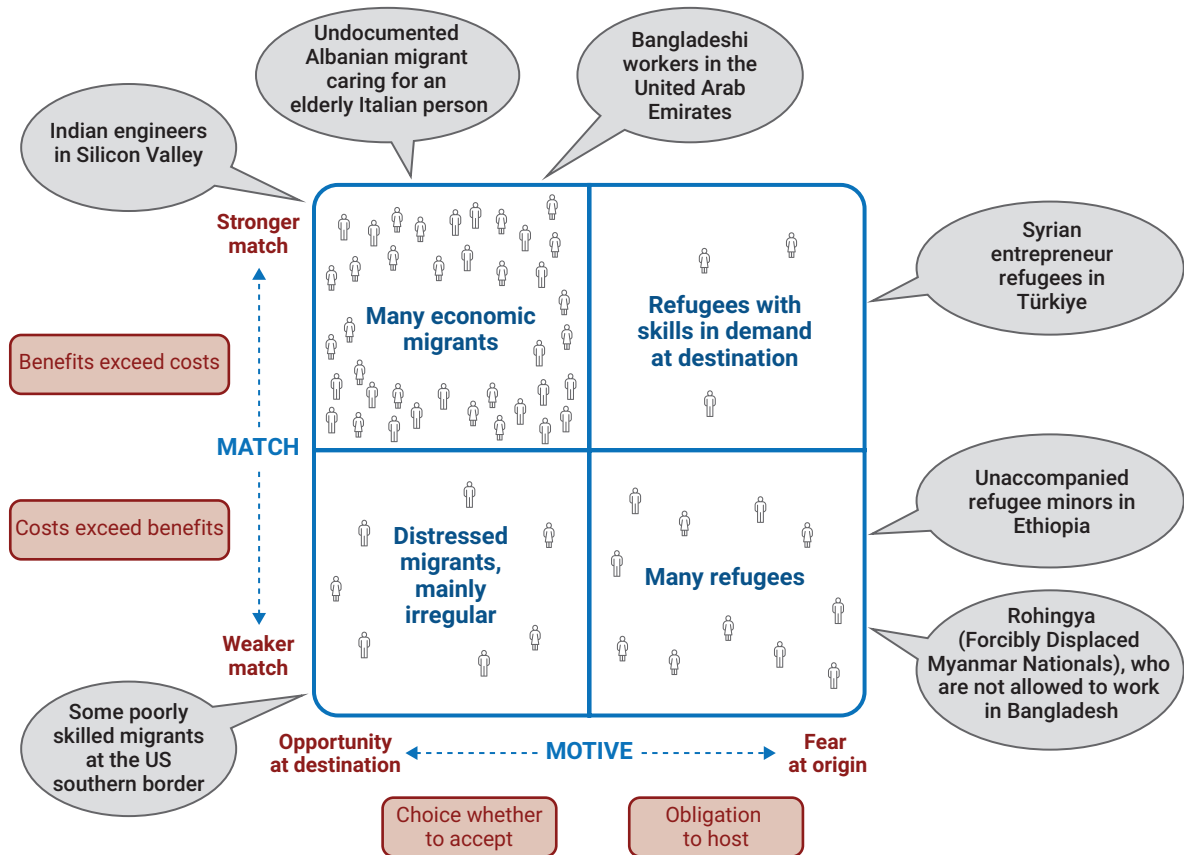 Undocumented
Albanian migrant
caring for an
elderly Italian person
Bangladeshi
workers in the
United Arab
Emirates
Indian engineers
in Silicon Valley
Stronger
match
Syrian
entrepreneur
refugees in
Türkiye
Many economic
migrants
Refugees with
skills in demand
at destination
Benefits exceed costs
MATCH
Costs exceed benefits
Unaccompanied
refugee minors in
Ethiopia
Distressed
migrants,
mainly
irregular
Many refugees
Weaker
match
Rohingya
(Forcibly Displaced
Myanmar Nationals), who
are not allowed to work
in Bangladesh
Some poorly
skilled migrants
at the US
southern border
Opportunity
at destination
MOTIVE
Fear
at origin
Choice whether
to accept
Obligation
to host